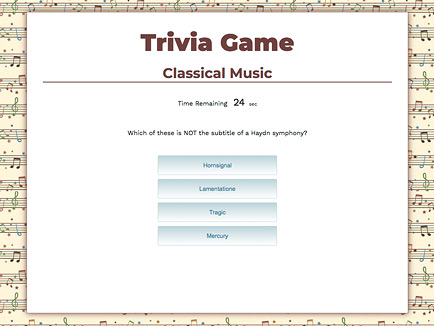 Trivia Game
Classical Music
Time Remaining 24 sec
Which of these is NOT the subtitle of a Haydn symphony?
Hornsignal
Lamentatione
Tragic
Mercury